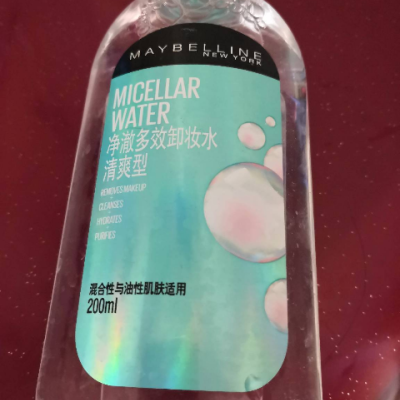 MAYBELLINE
NEW YORK
MICELLAR
WATER
净澈多效卸妆水
清爽型
REMOVES MAKEUP
CLEANSES
HYDRATES
PURIFIES
混合性与油性肌肤适用
200ml